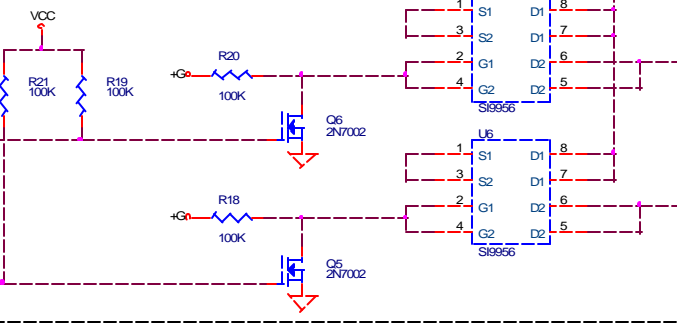 VCC
R21
100K
R19
100K
+G
R20
100K
Q6
2N7002
1
3
2
4
S1
S2
G1
G2
D1
D1
D2
D2
8
7
6
5
SI9956
U6
1
3
2
4
S1
S2
G1
G2
D1
D1
D2
D2
8
7
6
5
SI9956
+G
R18
100K
Q5
2N7002